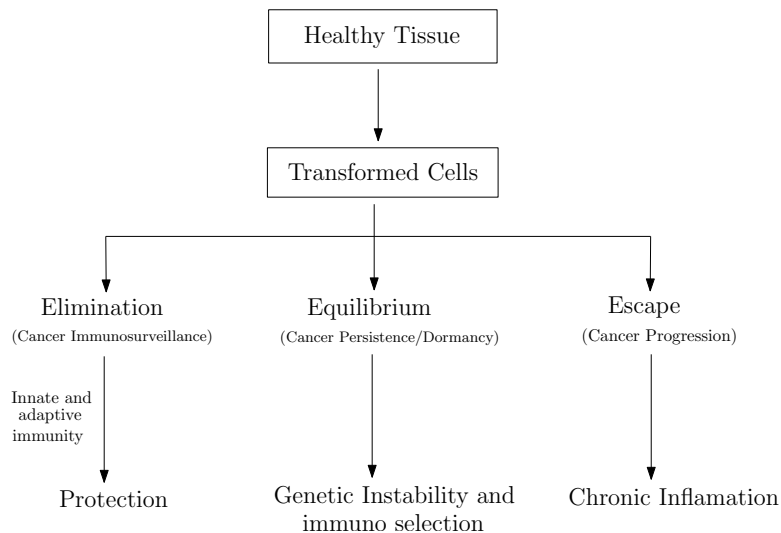 Healthy Tissue
Transformed Cells
Elimination
(Cancer Immunosurveillance)
Equilibrium
(Cancer Persistence/Dormancy)
Escape
(Cancer Progression)
Innate and
adaptive
immunity
Protection
Genetic Instability and
immuno selection
Chronic Inflamation